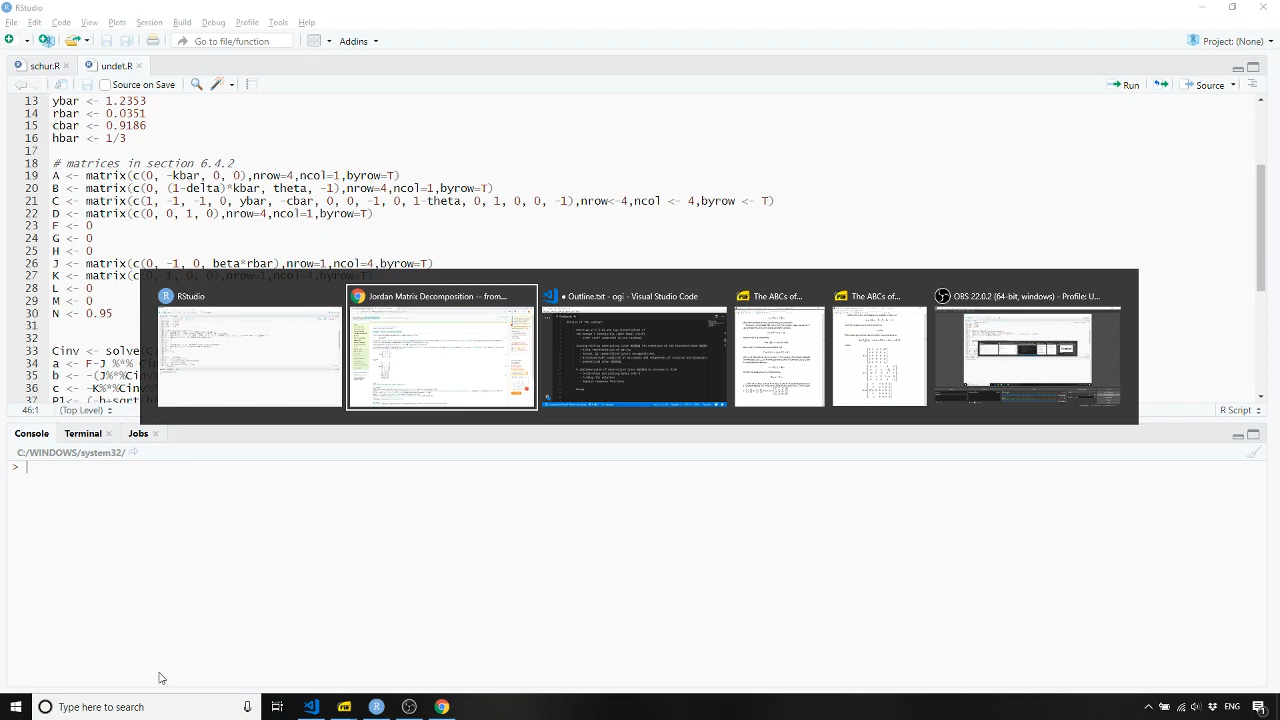 RStudio
File Edit Code View Plots Session Build Debug Profile Tools Help
Go to file/function Addins Project: (None)
schur.R undet.R
Source on Save Run Source
13 ybar <- 1.2353
14 rbar <- 0.0351
15 cbar <- 0.9186
16 hbar <- 1/3
17
18 # matrices in section 6.4.2
19 A <- matrix(c(0, -kbar, 0, 0),nrow=4,ncol=1,byrow=T)
20 B <- matrix(c(0, (1-delta)*kbar, theta, -1),nrow=4,ncol=1,byrow=T)
21 C <- matrix(c(1, -1, -1, 0, ybar, -cbar, 0, 0, -1, 0, 1-theta, 0, 1, 0, 0, -1),nrow<-4,ncol <- 4,byrow <- T)
22 D <- matrix(c(0, 0, 1, 0),nrow=4,ncol=1,byrow=T)
23 F <- 0
24 G <- 0
25 H <- 0
26 J <- matrix(c(0, -1, 0, beta*rbar),nrow=1,ncol=4,byrow=T)
27 K <- matrix(c(0, 1, 0, 0),nrow=1,ncol=4,byrow=T)
28 L <- 0
29 M <- 0
30 N <- 0.95
31
32
33 Cinv <- solve(C
34
35
36
37
6:1 (Top Level) R Script
RStudio
Jordan Matrix Decomposition -- from...
● Outline.txt - ogi - Visual Studio Code
The ABCs of...
The ABCs of...
OBS 22.0.2 (64-bit, windows) - Profile: U...
Console Terminal Jobs
C:/WINDOWS/system32/
>
Type here to search
ENG